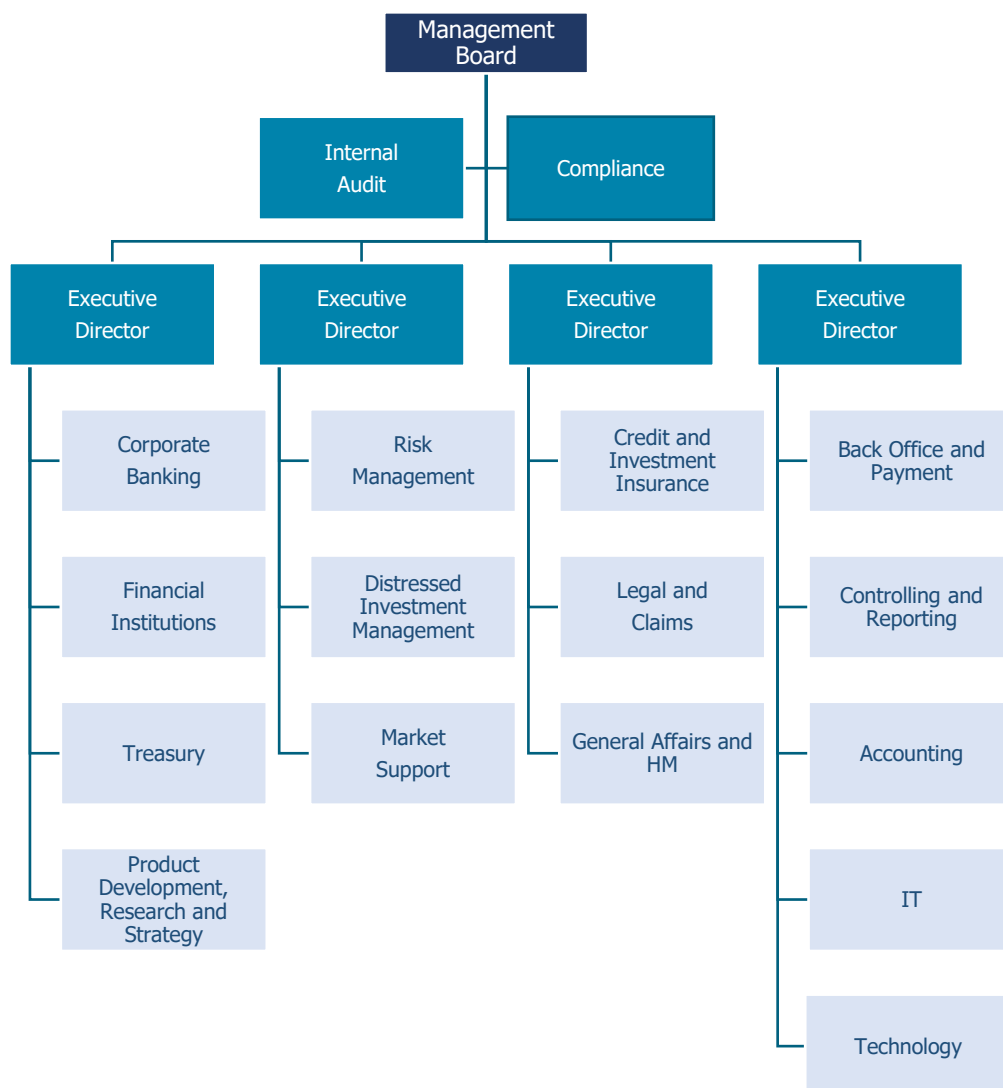 Management
Board
Internal
Audit
Compliance
Executive
Director
Executive
Director
Executive
Director
Executive
Director
Corporate
Banking
Risk
Management
Credit and
Investment
Insurance
Back Office and
Payment
Financial
Institutions
Distressed
Investment
Management
Legal and
Claims
Controlling and
Reporting
Treasury
Market
Support
General Affairs and
HM
Accounting
Product
Development,
Research and
Strategy
IT
Technology